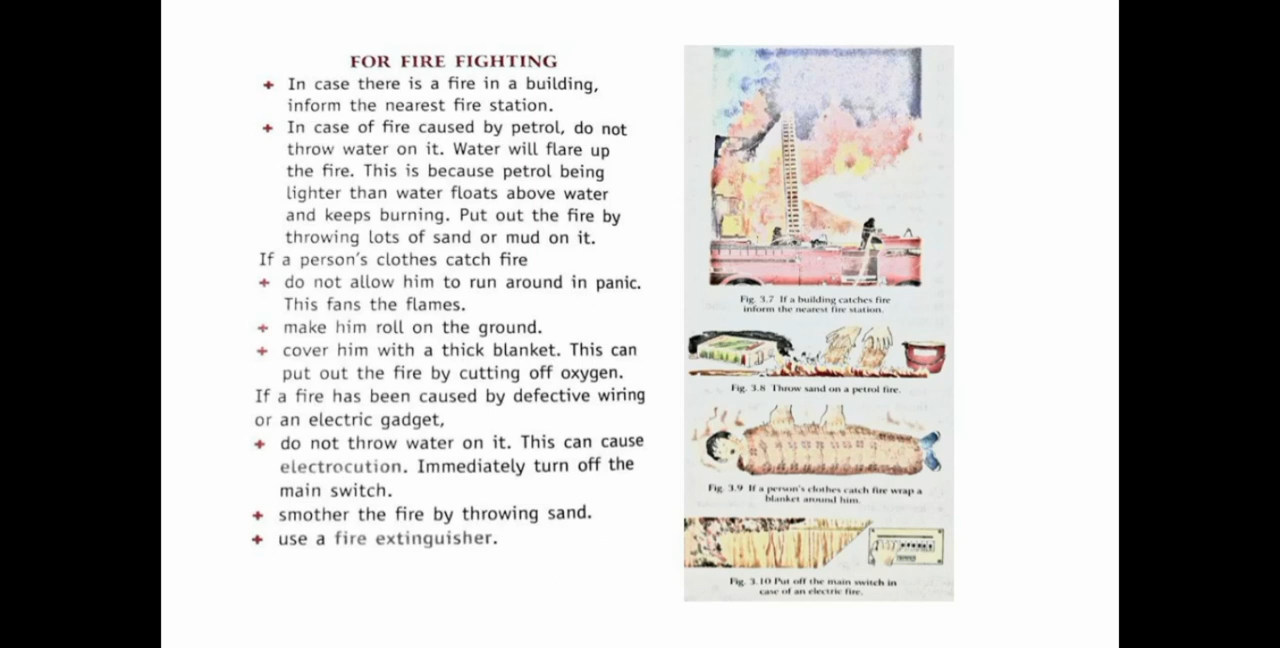 FOR FIRE FIGHTING
+ In case there is a fire in a building,
inform the nearest fire station.
+ In case of fire caused by petrol, do not
throw water on it. Water will flare up
the fire. This is because petrol being
lighter than water floats above water
and keeps burning. Put out the fire by
throwing lots of sand or mud on it.
If a person's clothes catch fire
+ do not allow him to run around in panic.
This fans the flames.
+ make him roll on the ground.
+ cover him with a thick blanket. This can
put out the fire by cutting off oxygen.
If a fire has been caused by defective wiring
or an electric gadget,
+ do not throw water on it. This can cause
electrocution. Immediately turn off the
main switch.
+ smother the fire by throwing sand.
+ use a fire extinguisher.
Fig. 3.7 If a building catches fire
inform the nearest fire station.
Fig. 3.8 Throw sand on a petrol fire.
Fig. 3.9 If a person's clothes catch fire wrap a
blanket around him.
Fig. 3.10 Put off the main switch in
case of an electric fire.